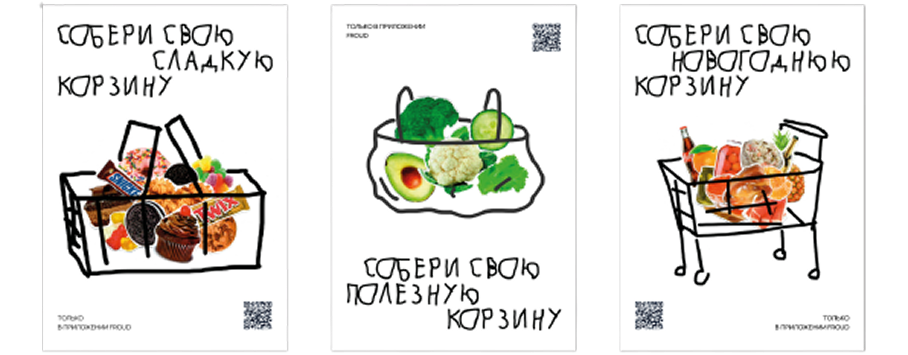 СОБЕРИ СВОЮ
СЛАДКУЮ
КОРЗИНУ
SNICKERS
TWIX
ТОЛЬКО
В ПРИЛОЖЕНИИ FROUD
ТОЛЬКО В ПРИЛОЖЕНИИ
FROUD
СОБЕРИ СВОЮ
ПОЛЕЗНУЮ
КОРЗИНУ
СОБЕРИ СВОЮ
НОВОГОДНЮЮ
КОРЗИНУ
ТОЛЬКО
В ПРИЛОЖЕНИИ FROUD